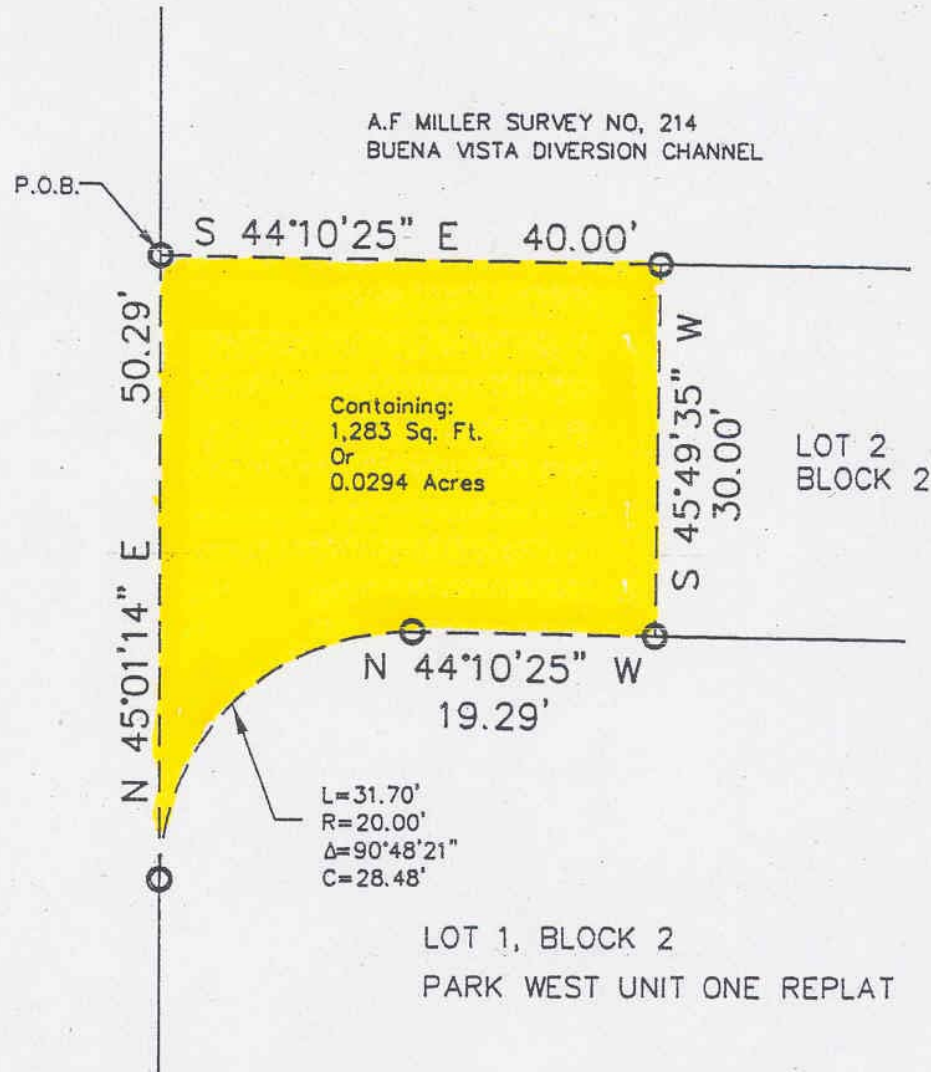 A.F MILLER SURVEY NO, 214
BUENA VISTA DIVERSION CHANNEL
P.O.B.
S 44°10'25" E 40.00'
50.29'
N 45°01'14" E
Containing:
1,283 Sq. Ft.
Or
0.0294 Acres
S 45°49'35" W
30.00'
LOT 2
BLOCK 2
N 44°10'25" W
19.29'
L=31.70'
R=20.00'
Δ=90°48'21"
C=28.48'
LOT 1, BLOCK 2
PARK WEST UNIT ONE REPLAT